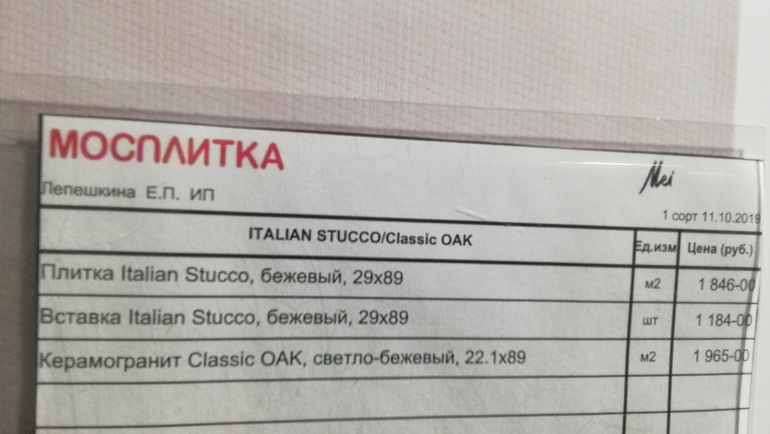 МОСПЛИТКА
Лепешкина Е.П. ИП
1 сорт 11.10.2019
ITALIAN STUCCO/Classic OAK Ед.изм Цена (руб.)
Плитка Italian Stucco, бежевый, 29x89 м2 1 846-00
Вставка Italian Stucco, бежевый, 29x89 шт 1 184-00
Керамогранит Classic OAK, светло-бежевый, 22.1x89 м2 1 965-00